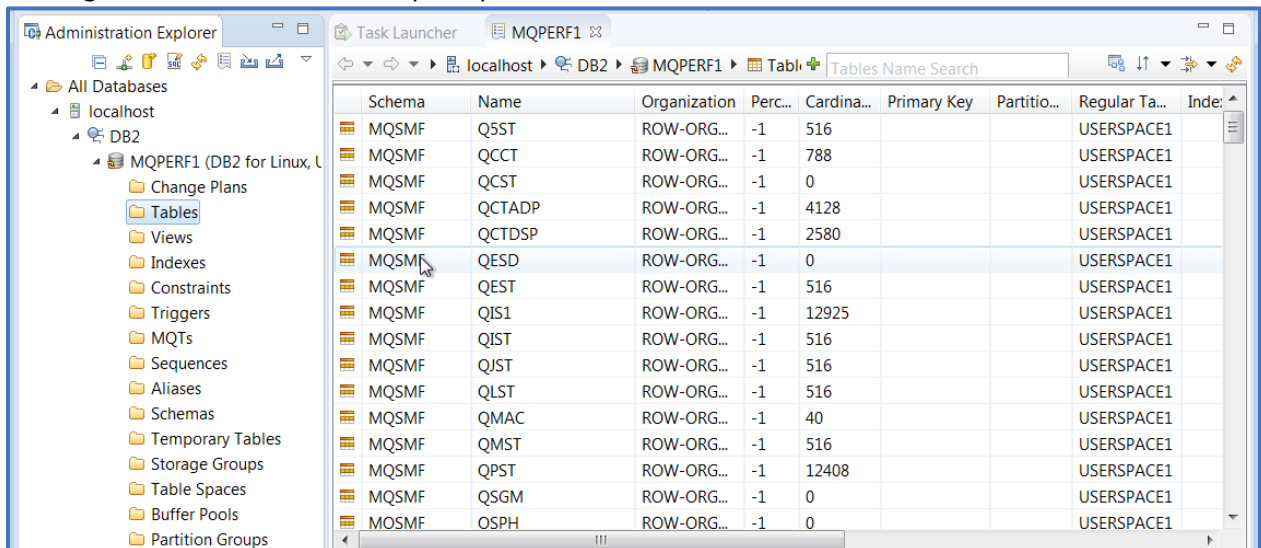 Administration Explorer
All Databases
localhost
DB2
MQPERF1 (DB2 for Linux, U
Change Plans
Tables
Views
Indexes
Constraints
Triggers
MQTs
Sequences
Aliases
Schemas
Temporary Tables
Storage Groups
Table Spaces
Buffer Pools
Partition Groups
Task Launcher MQPERF1
localhost DB2 MQPERF1 Tabl Tables Name Search
Schema Name Organization Perc... Cardina... Primary Key Partitio... Regular Ta... Inde
MQSMF Q5ST ROW-ORG... -1 516 USERSPACE1
MQSMF QCCT ROW-ORG... -1 788 USERSPACE1
MQSMF QCST ROW-ORG... -1 0 USERSPACE1
MQSMF QCTADP ROW-ORG... -1 4128 USERSPACE1
MQSMF QCTDSP ROW-ORG... -1 2580 USERSPACE1
MQSMF QESD ROW-ORG... -1 0 USERSPACE1
MQSMF QEST ROW-ORG... -1 516 USERSPACE1
MQSMF QIS1 ROW-ORG... -1 12925 USERSPACE1
MQSMF QIST ROW-ORG... -1 516 USERSPACE1
MQSMF QJST ROW-ORG... -1 516 USERSPACE1
MQSMF QLST ROW-ORG... -1 516 USERSPACE1
MQSMF QMAC ROW-ORG... -1 40 USERSPACE1
MQSMF QMST ROW-ORG... -1 516 USERSPACE1
MQSMF QPST ROW-ORG... -1 12408 USERSPACE1
MQSMF QSGM ROW-ORG... -1 0 USERSPACE1
MQSMF QSPH ROW-ORG... -1 0 USERSPACE1